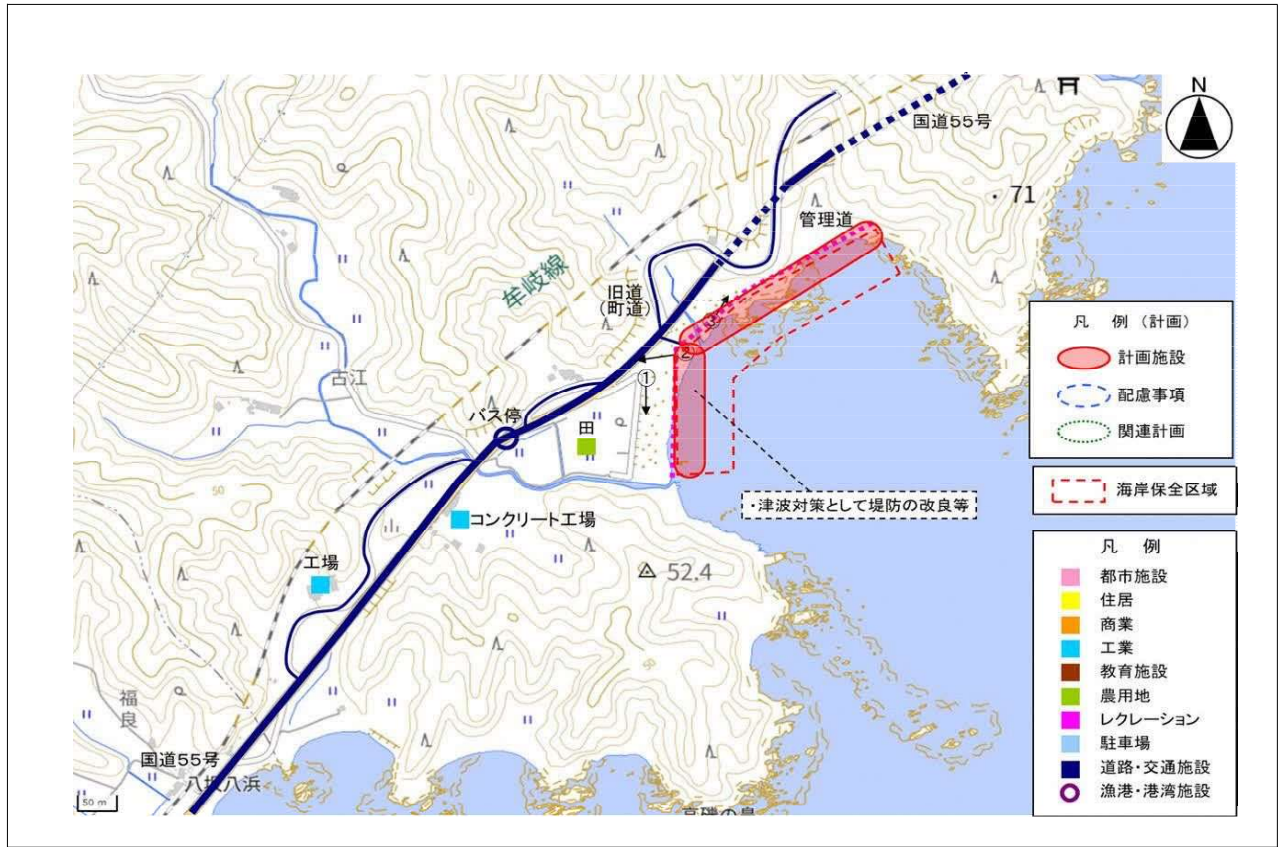 国道55号
N
71
管理道
牟岐線
旧道
(町道)
③
②
①
古江
バス停
田
50
・津波対策として堤防の改良等
コンクリート工場
工場
52.4
50
福良
国道55号
八坂八浜
50 m
凡 例 (計画)
計画施設
配慮事項
関連計画
海岸保全区域
凡 例
都市施設
住居
商業
工業
教育施設
農用地
レクレーション
駐車場
道路・交通施設
漁港・港湾施設